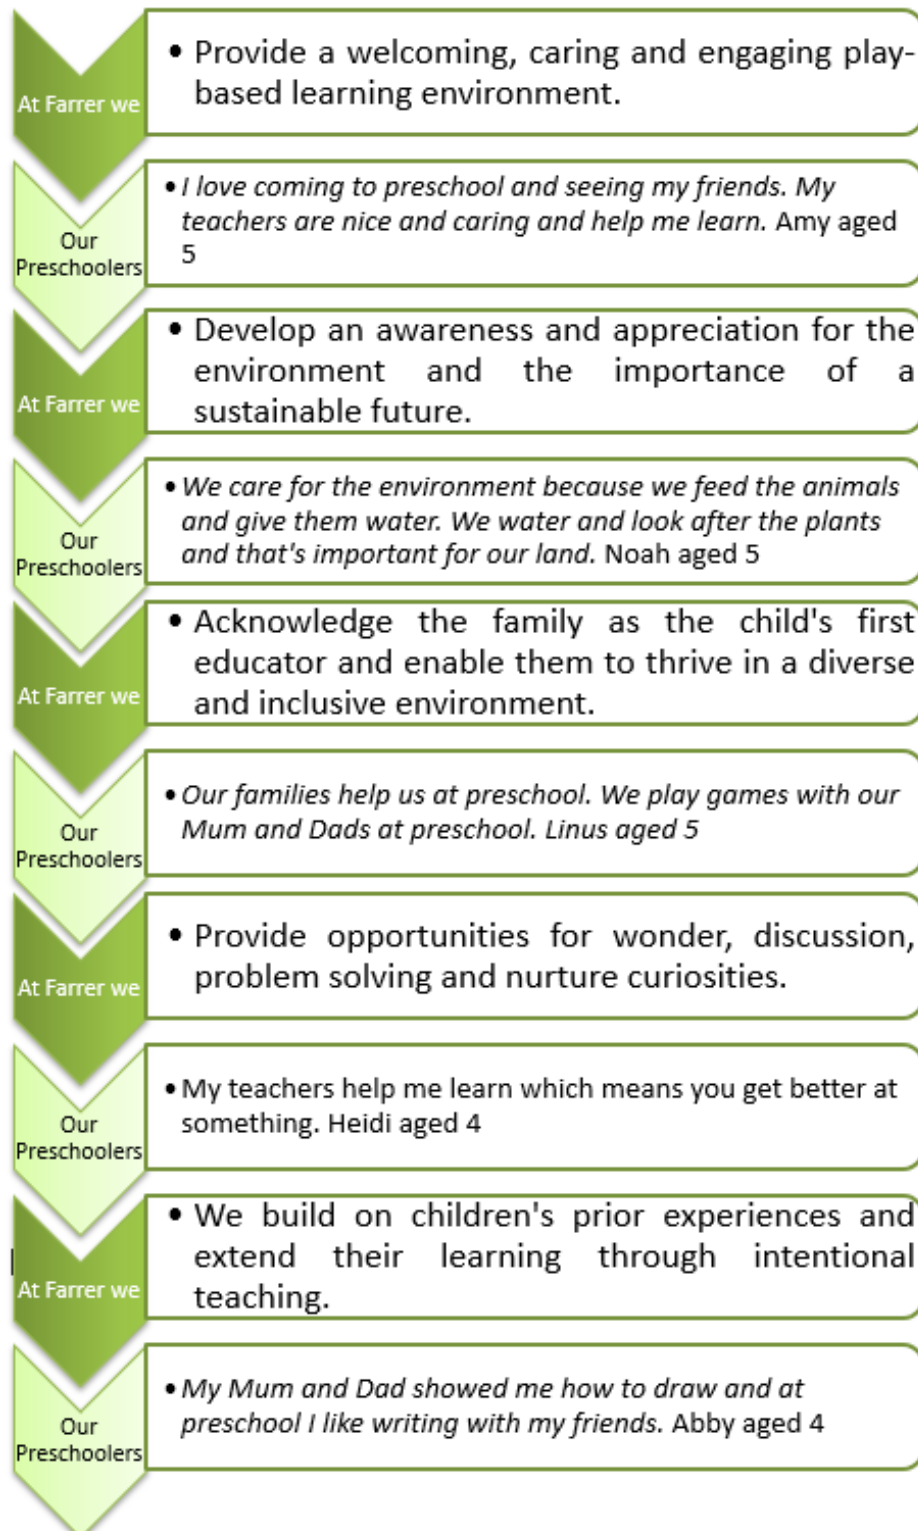 At Farrer we
• Provide a welcoming, caring and engaging play-
based learning environment.
Our
Preschoolers
• I love coming to preschool and seeing my friends. My
teachers are nice and caring and help me learn. Amy aged
5
At Farrer we
• Develop an awareness and appreciation for the
environment and the importance of a
sustainable future.
Our
Preschoolers
• We care for the environment because we feed the animals
and give them water. We water and look after the plants
and that's important for our land. Noah aged 5
At Farrer we
• Acknowledge the family as the child's first
educator and enable them to thrive in a diverse
and inclusive environment.
Our
Preschoolers
• Our families help us at preschool. We play games with our
Mum and Dads at preschool. Linus aged 5
At Farrer we
• Provide opportunities for wonder, discussion,
problem solving and nurture curiosities.
Our
Preschoolers
• My teachers help me learn which means you get better at
something. Heidi aged 4
At Farrer we
• We build on children's prior experiences and
extend their learning through intentional
teaching.
Our
Preschoolers
• My Mum and Dad showed me how to draw and at
preschool I like writing with my friends. Abby aged 4